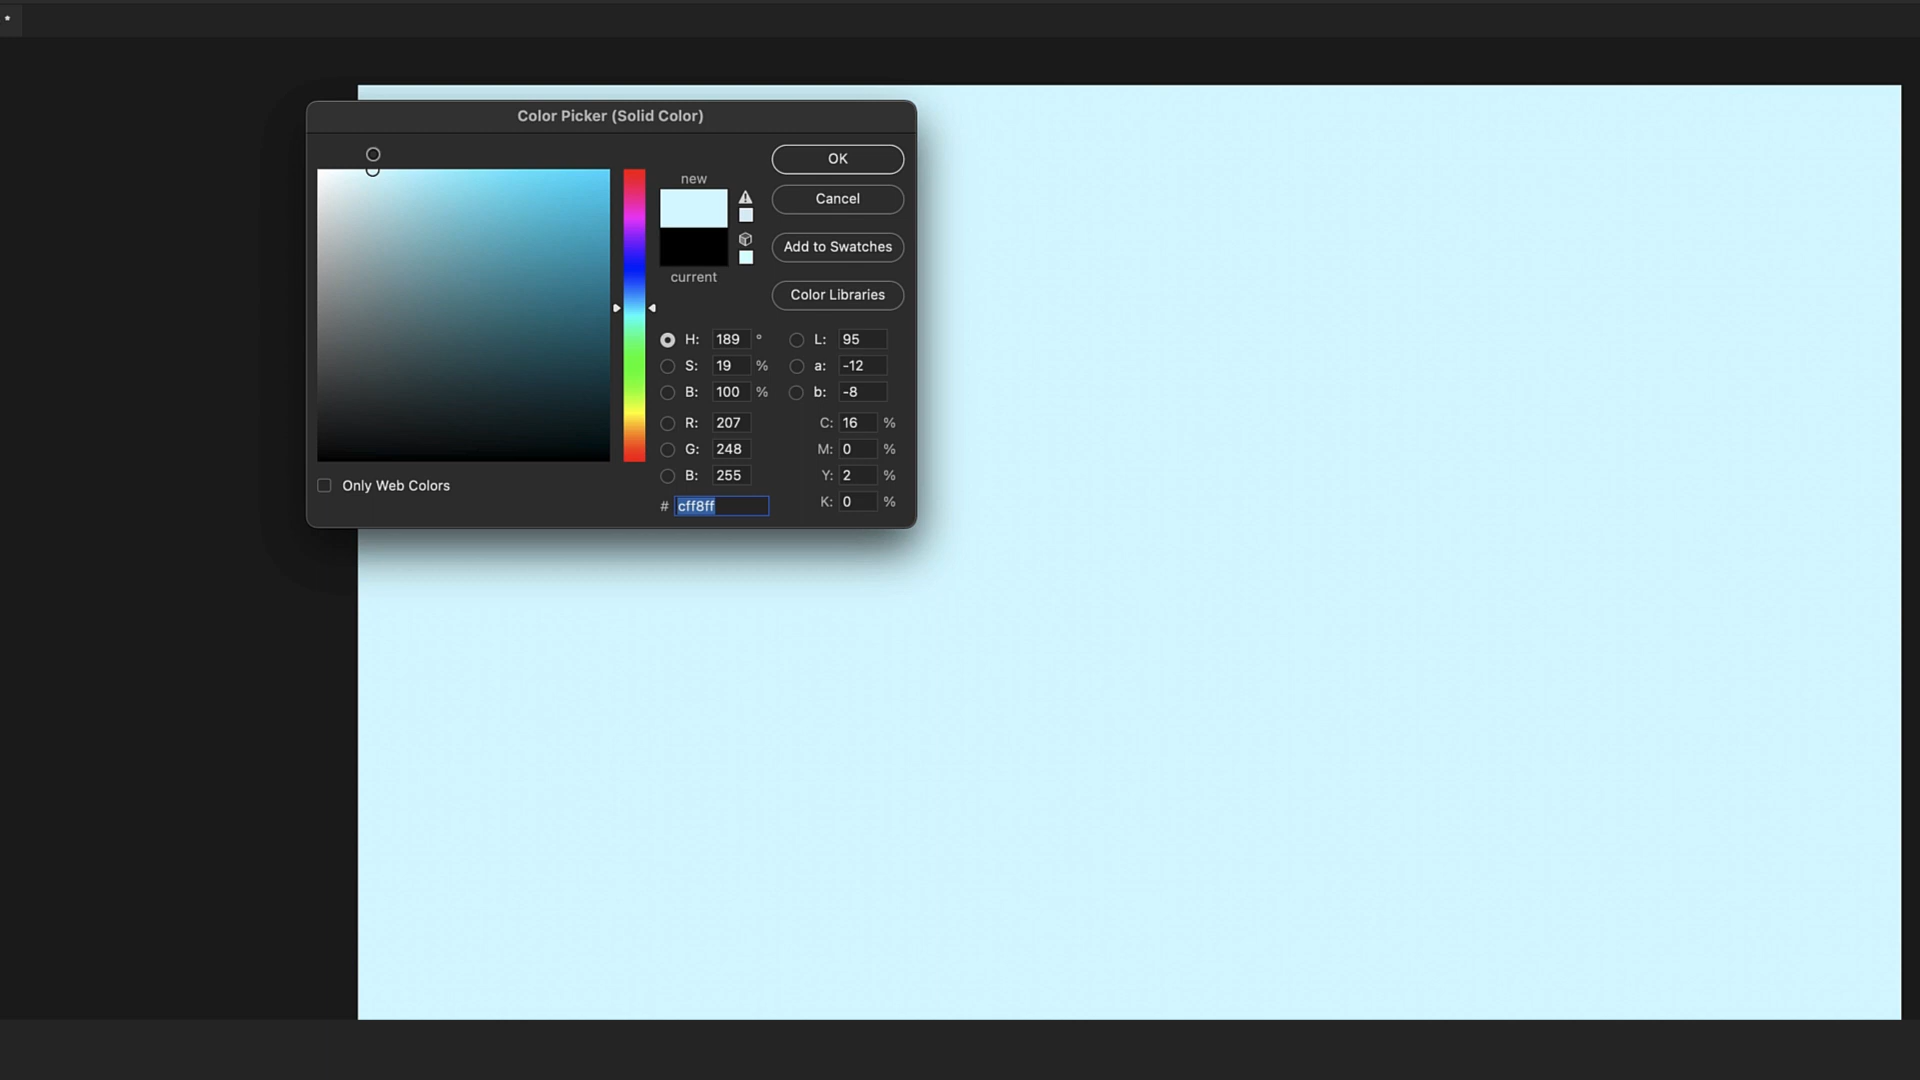 *
Color Picker (Solid Color)
OK
new
Cancel
Add to Swatches
current
Color Libraries
H: 189 ° L: 95
S: 19 % a: -12
B: 100 % b: -8
R: 207 C: 16 %
G: 248 M: 0 %
B: 255 Y: 2 %
Only Web Colors
# cff8ff K: 0 %